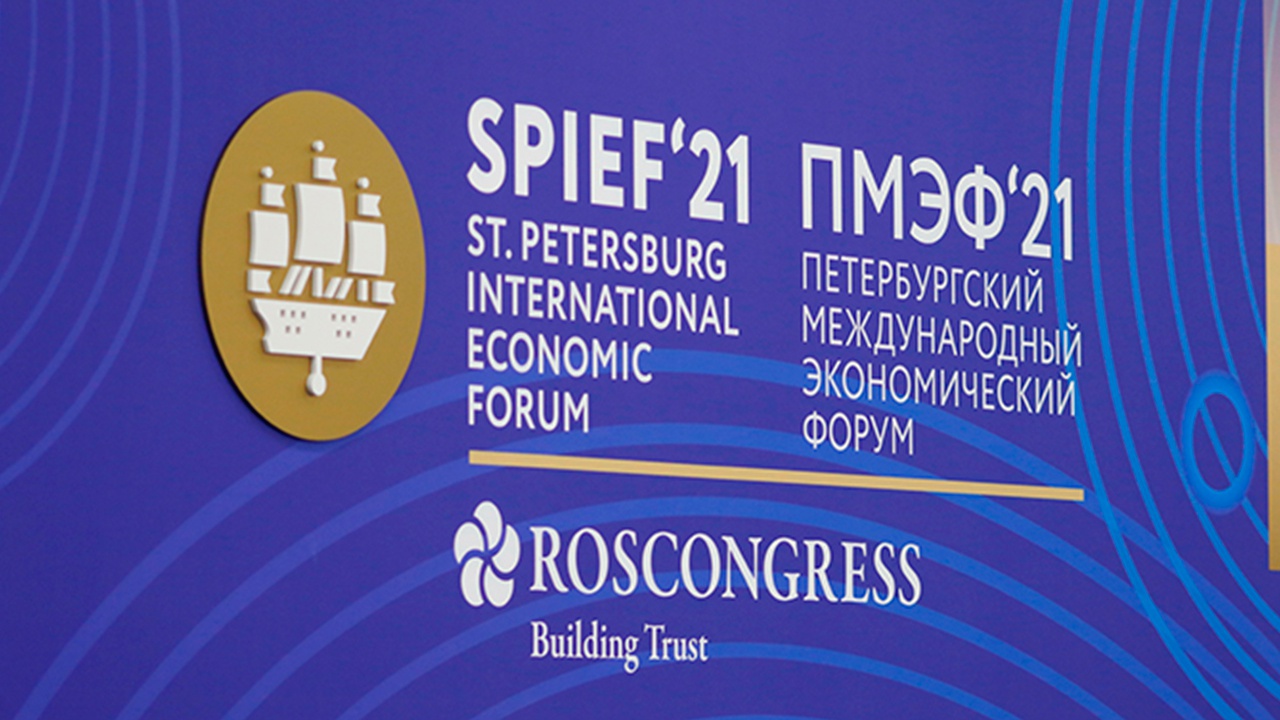 SPIEF‘21
ST. PETERSBURG
INTERNATIONAL
ECONOMIC
FORUM
ПМЭФ‘21
ПЕТЕРБУРГСКИЙ
МЕЖДУНАРОДНЫЙ
ЭКОНОМИЧЕСКИЙ
ФОРУМ
ROSCONGRESS
Building Trust